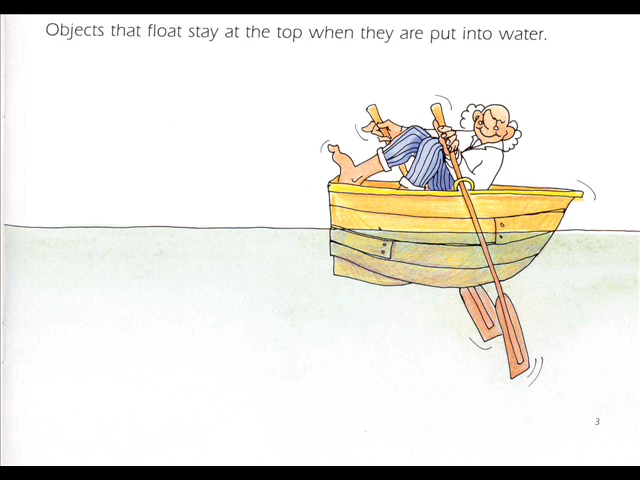 Objects that float stay at the top when they are put into water.
3